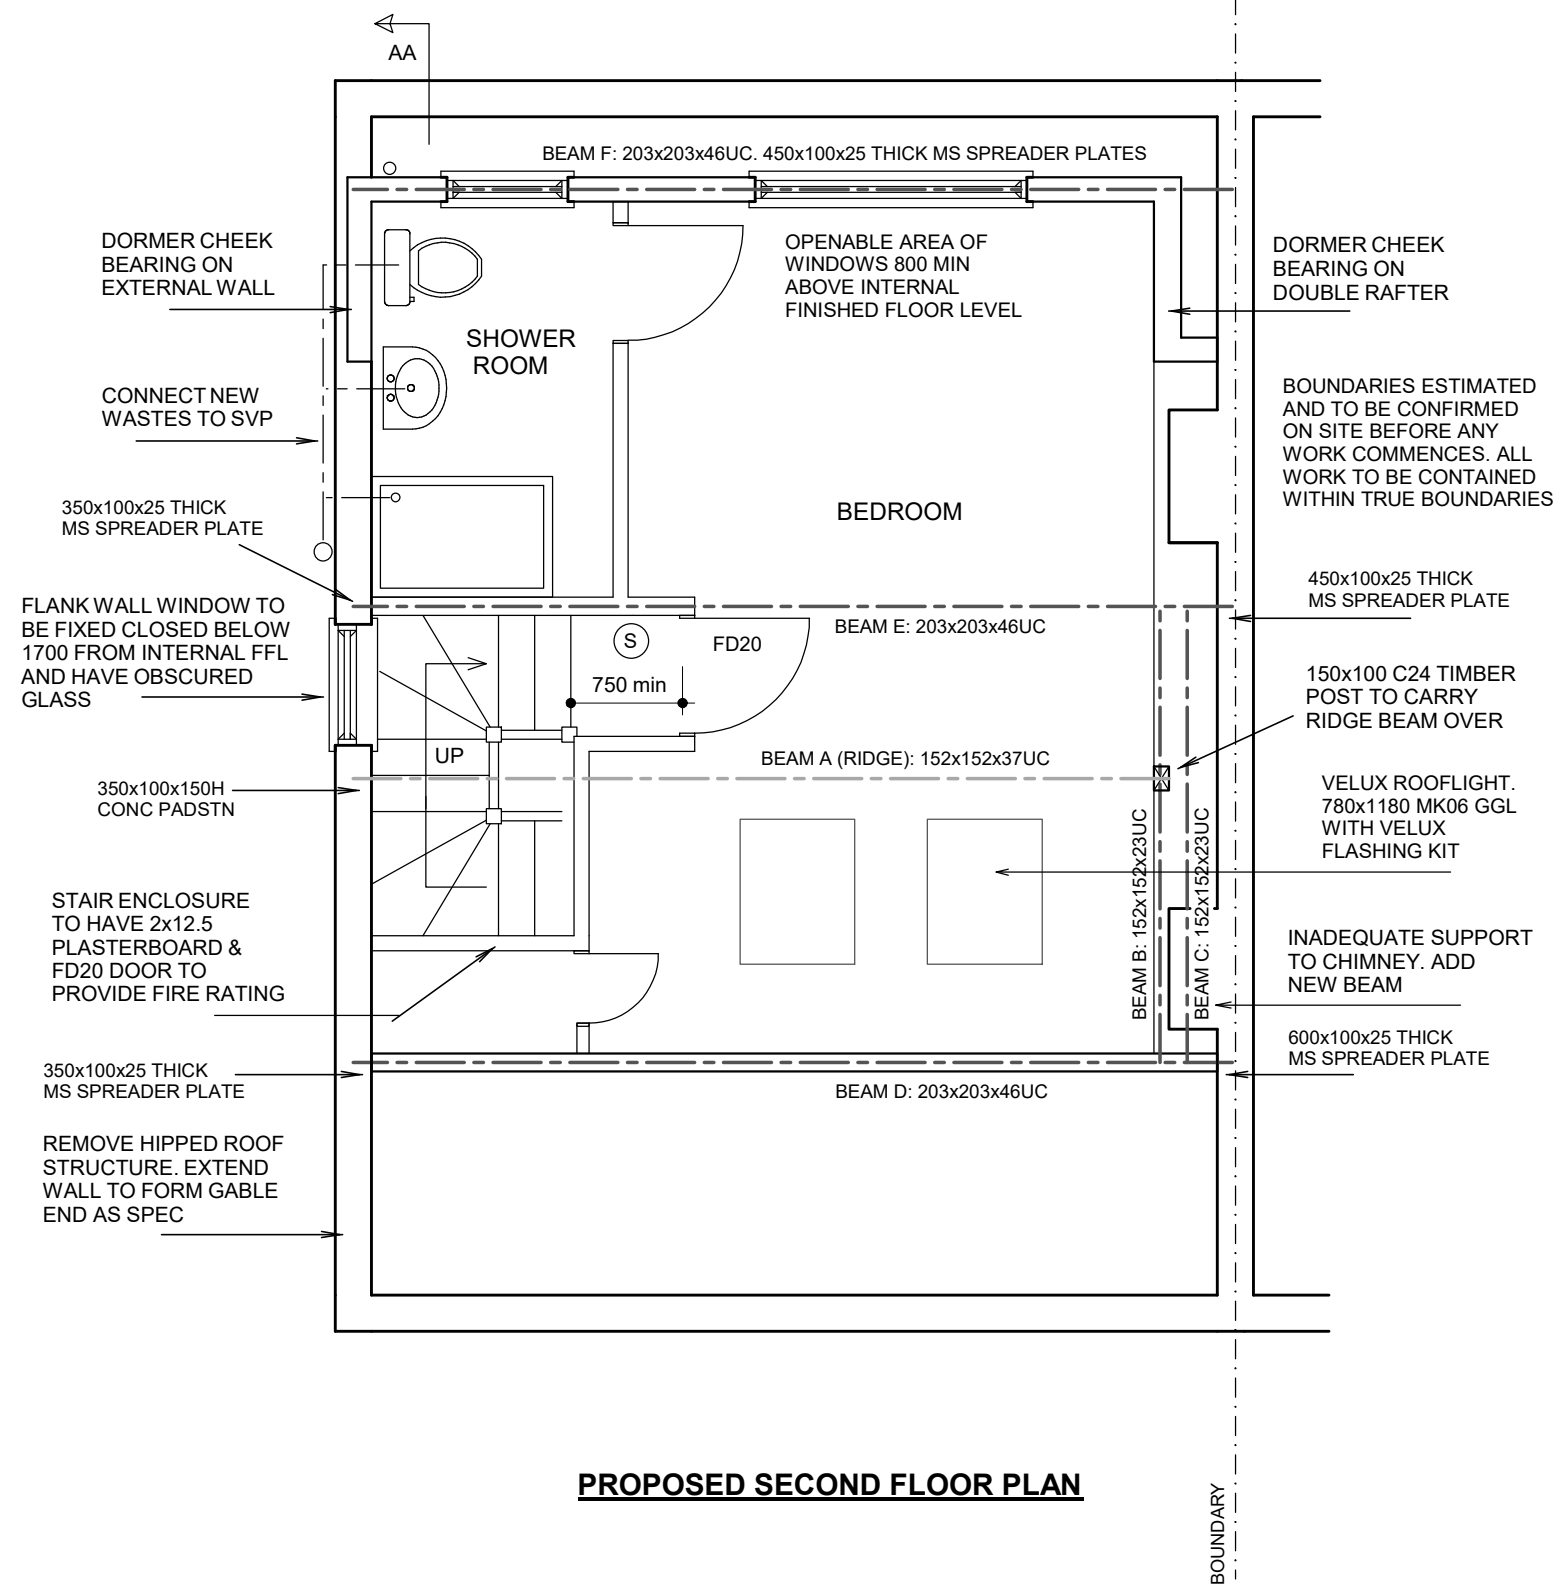 AA
BEAM F: 203x203x46UC. 450x100x25 THICK MS SPREADER PLATES
DORMER CHEEK
BEARING ON
EXTERNAL WALL
OPENABLE AREA OF
WINDOWS 800 MIN
ABOVE INTERNAL
FINISHED FLOOR LEVEL
DORMER CHEEK
BEARING ON
DOUBLE RAFTER
SHOWER
ROOM
CONNECT NEW
WASTES TO SVP
BOUNDARIES ESTIMATED
AND TO BE CONFIRMED
ON SITE BEFORE ANY
WORK COMMENCES. ALL
WORK TO BE CONTAINED
WITHIN TRUE BOUNDARIES
350x100x25 THICK
MS SPREADER PLATE
BEDROOM
FLANK WALL WINDOW TO
BE FIXED CLOSED BELOW
1700 FROM INTERNAL FFL
AND HAVE OBSCURED
GLASS
450x100x25 THICK
MS SPREADER PLATE
BEAM E: 203x203x46UC
S
FD20
750 min
150x100 C24 TIMBER
POST TO CARRY
RIDGE BEAM OVER
UP
BEAM A (RIDGE): 152x152x37UC
350x100x150H
CONC PADSTN
VELUX ROOFLIGHT.
780x1180 MK06 GGL
WITH VELUX
FLASHING KIT
BEAM B: 152x152x23UC
BEAM C: 152x152x23UC
STAIR ENCLOSURE
TO HAVE 2x12.5
PLASTERBOARD &
FD20 DOOR TO
PROVIDE FIRE RATING
INADEQUATE SUPPORT
TO CHIMNEY. ADD
NEW BEAM
350x100x25 THICK
MS SPREADER PLATE
600x100x25 THICK
MS SPREADER PLATE
BEAM D: 203x203x46UC
REMOVE HIPPED ROOF
STRUCTURE. EXTEND
WALL TO FORM GABLE
END AS SPEC
PROPOSED SECOND FLOOR PLAN
BOUNDARY